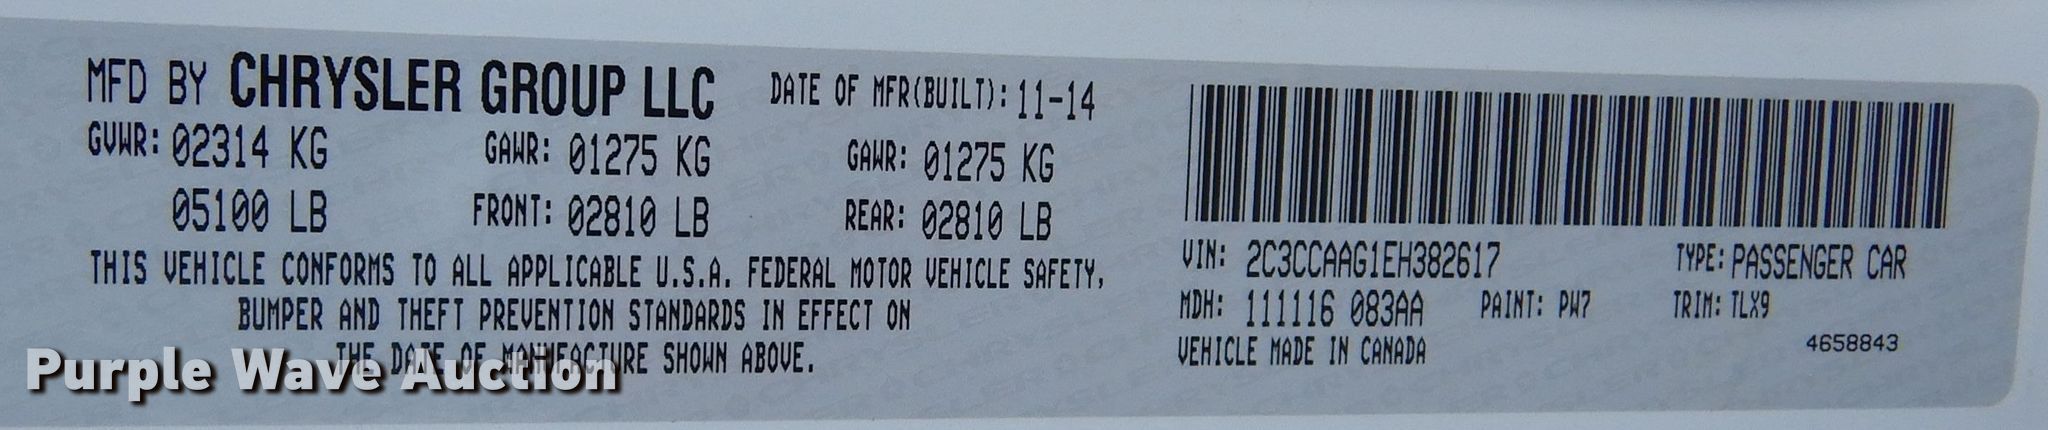 MFD BY CHRYSLER GROUP LLC DATE OF MFR(BUILT): 11-14
GVWR: 02314 KG GAWR: 01275 KG GAWR: 01275 KG
05100 LB FRONT: 02810 LB REAR: 02810 LB
THIS VEHICLE CONFORMS TO ALL APPLICABLE U.S.A. FEDERAL MOTOR VEHICLE SAFETY,
BUMPER AND THEFT PREVENTION STANDARDS IN EFFECT ON
THE DATE OF MANUFACTURE SHOWN ABOVE.
VIN: 2C3CCAAG1EH382617 TYPE: PASSENGER CAR
MDH: 111116 083AA PAINT: PW7 TRIM: TLX9
VEHICLE MADE IN CANADA 4658843
Purple Wave Auction